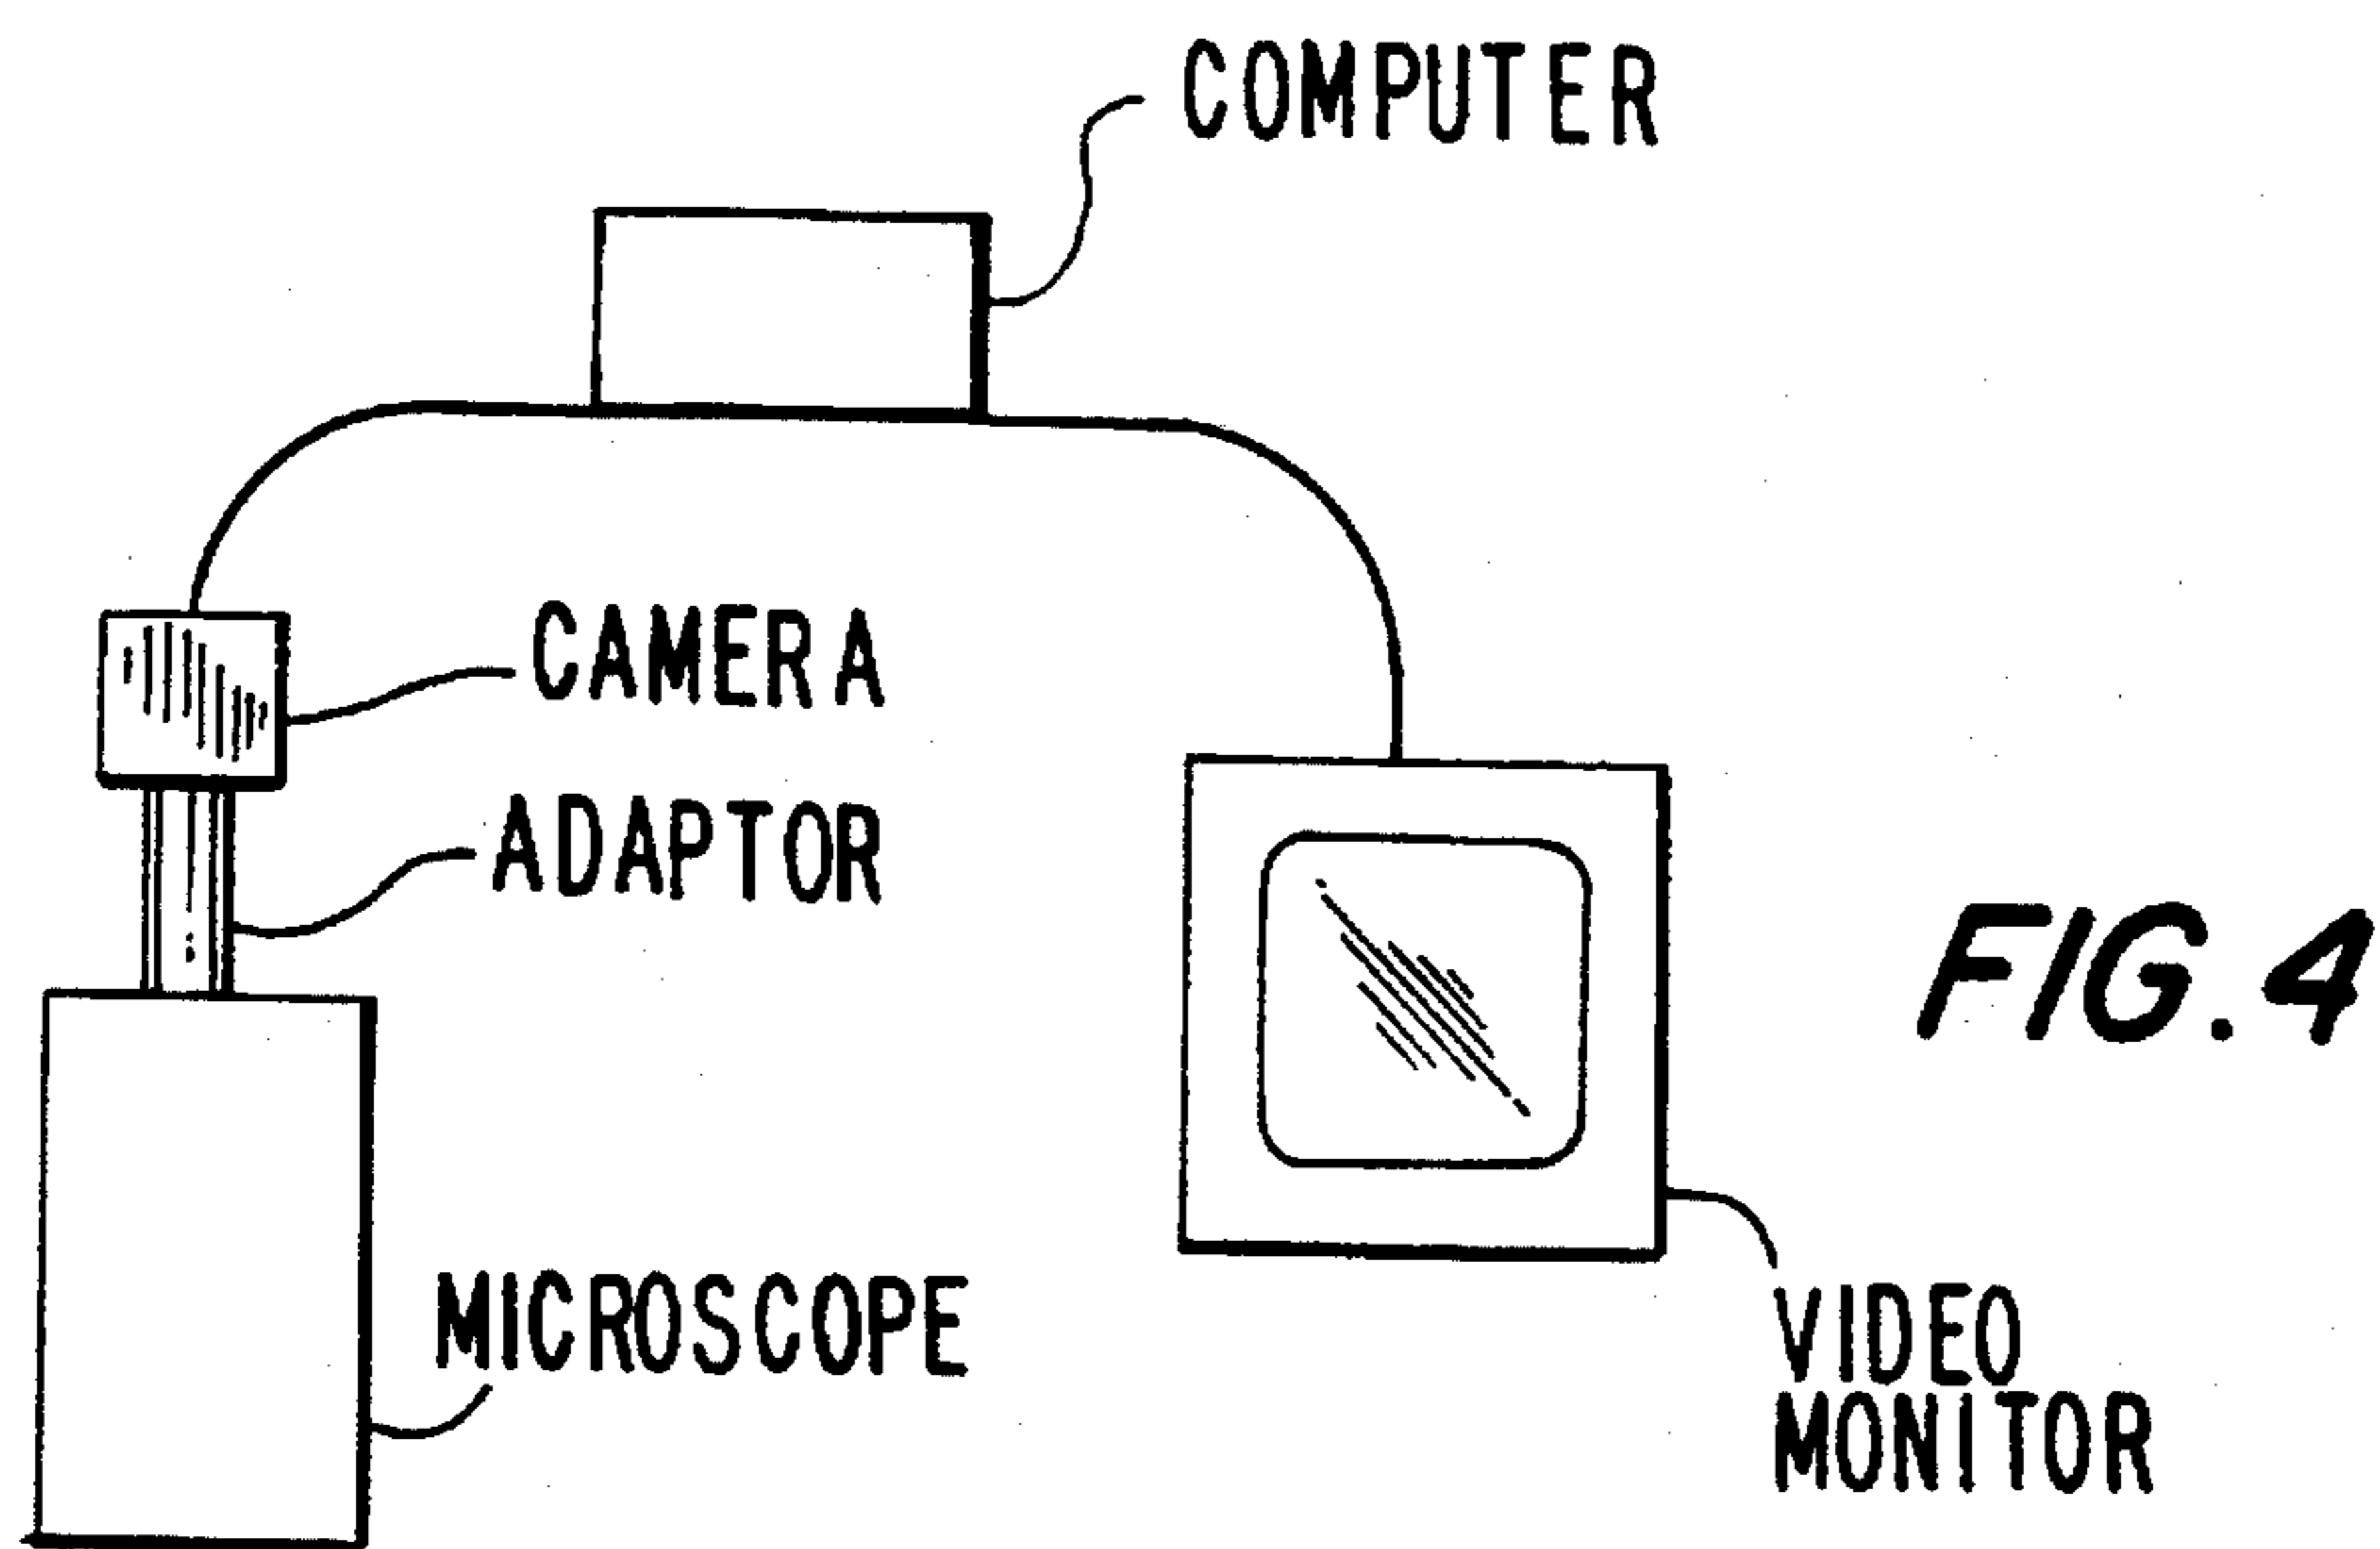 COMPUTER
CAMERA
ADAPTOR
FIG.4
MICROSCOPE
VIDEO
MONITOR